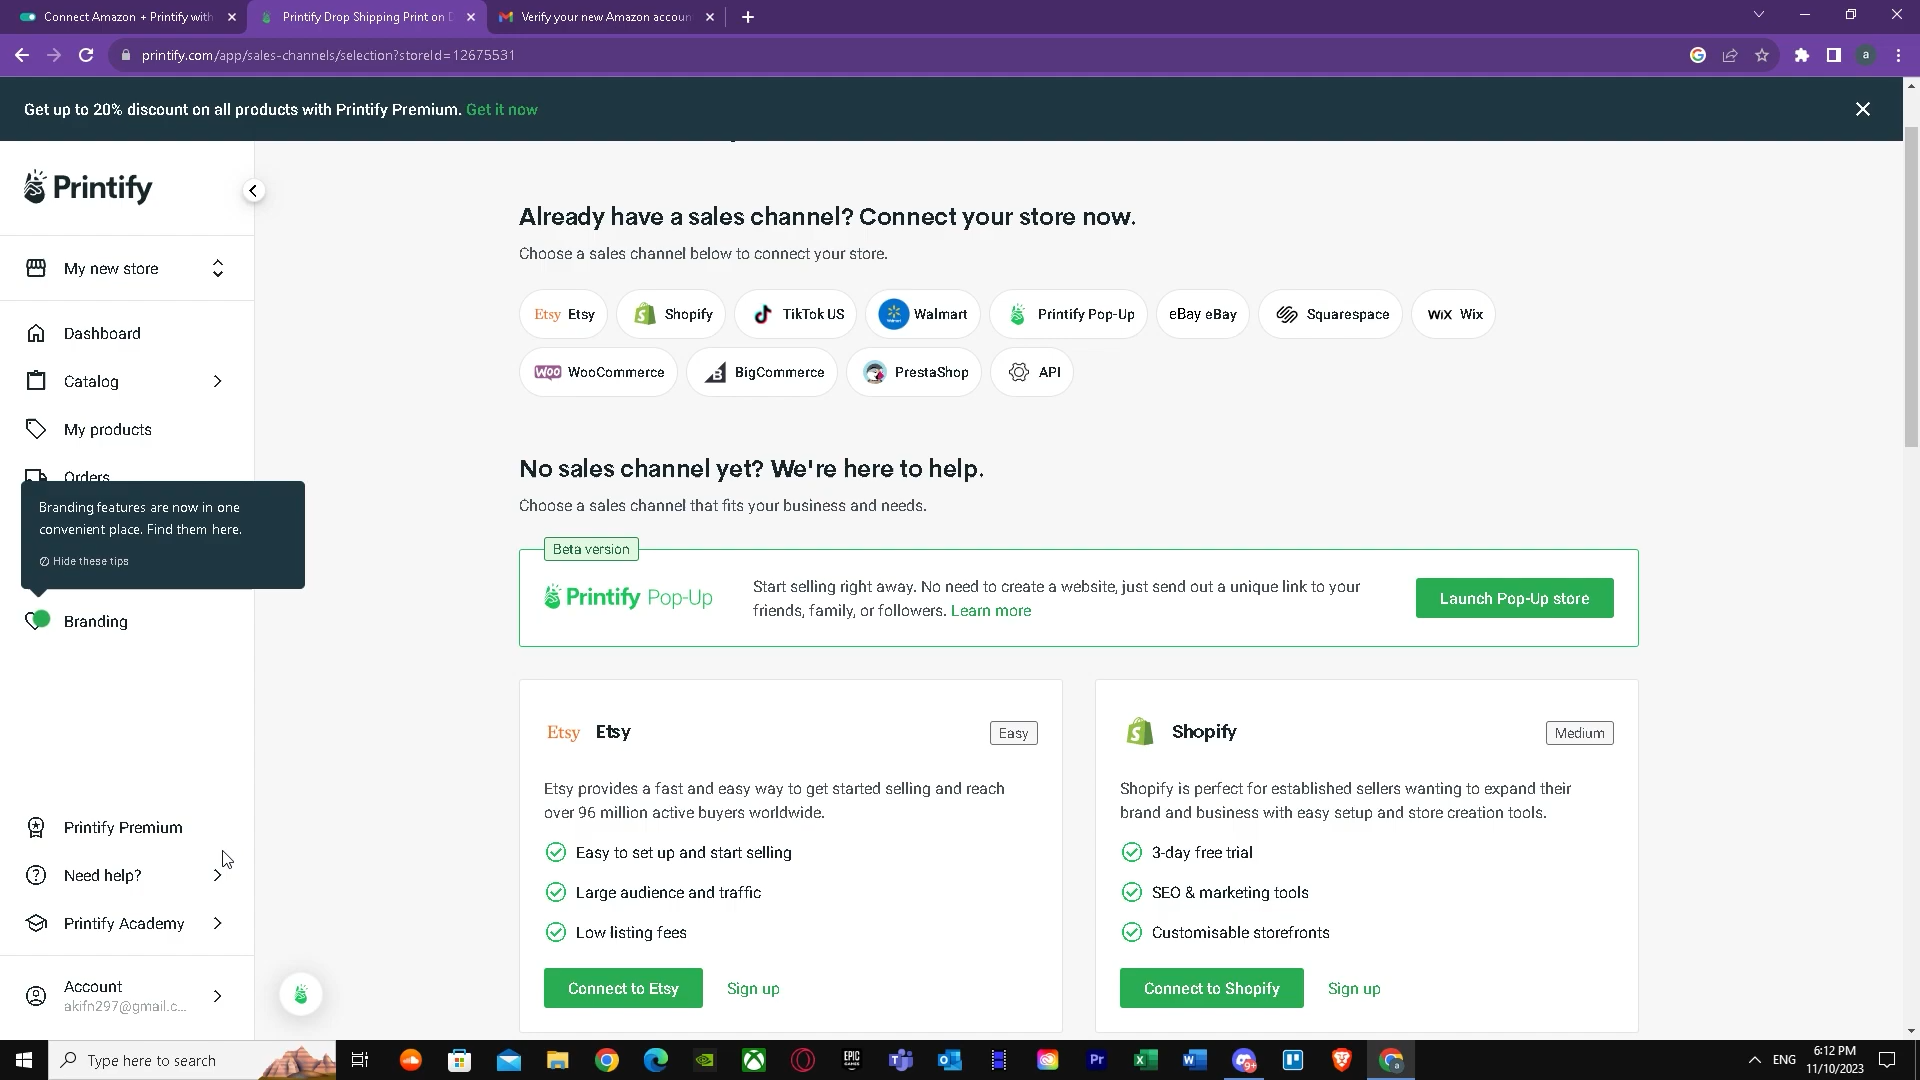 Connect Amazon + Printify with
Printify Drop Shipping Print on D
Verify your new Amazon accoun
printify.com/app/sales-channels/selection?storeId=12675531
a
Get up to 20% discount on all products with Printify Premium. Get it now
Printify
My new store
Dashboard
Catalog
My products
Orders
Branding features are now in one
convenient place. Find them here.
Hide these tips
Branding
Printify Premium
Need help?
Printify Academy
Account
akifn297@gmail.c...
Already have a sales channel? Connect your store now.
Choose a sales channel below to connect your store.
Etsy Etsy
Shopify
TikTok US
Walmart Walmart
Printify Pop-Up
eBay eBay
Squarespace
WiX Wix
Woo WooCommerce
BigCommerce
PrestaShop
API
No sales channel yet? We're here to help.
Choose a sales channel that fits your business and needs.
Beta version
Printify Pop-Up
Start selling right away. No need to create a website, just send out a unique link to your
friends, family, or followers. Learn more
Launch Pop-Up store
Etsy Etsy
Easy
Etsy provides a fast and easy way to get started selling and reach
over 96 million active buyers worldwide.
Easy to set up and start selling
Large audience and traffic
Low listing fees
Connect to Etsy
Sign up
Shopify
Medium
Shopify is perfect for established sellers wanting to expand their
brand and business with easy setup and store creation tools.
3-day free trial
SEO & marketing tools
Customisable storefronts
Connect to Shopify
Sign up
Type here to search
EPIC
GAMES
Pr
9+
a
ENG
6:12 PM
11/10/2023